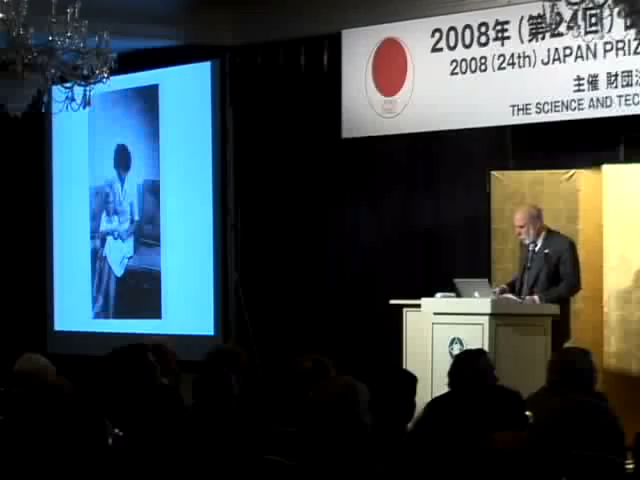 2008年(第24回)
2008 (24th) JAPAN PRIZ
主催 財団法
THE SCIENCE AND TEC